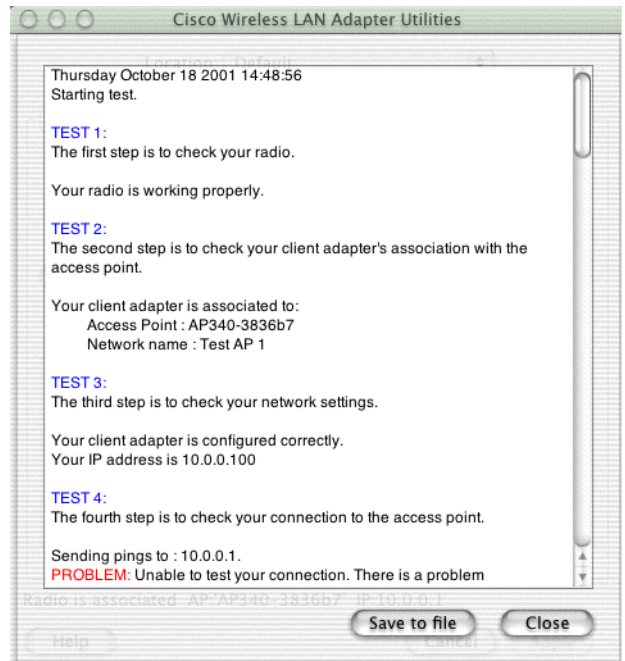 Cisco Wireless LAN Adapter Utilities
Location: Default
Thursday October 18 2001 14:48:56
Starting test.
TEST 1:
The first step is to check your radio.
Your radio is working properly.
TEST 2:
The second step is to check your client adapter's association with the
access point.
Your client adapter is associated to:
Access Point : AP340-3836b7
Network name : Test AP 1
TEST 3:
The third step is to check your network settings.
Your client adapter is configured correctly.
Your IP address is 10.0.0.100
TEST 4:
The fourth step is to check your connection to the access point.
Sending pings to : 10.0.0.1.
PROBLEM: Unable to test your connection. There is a problem
Radio is associated AP:'AP340-3836b7' IP:10.0.0.1
Save to file Close
Help Cancel